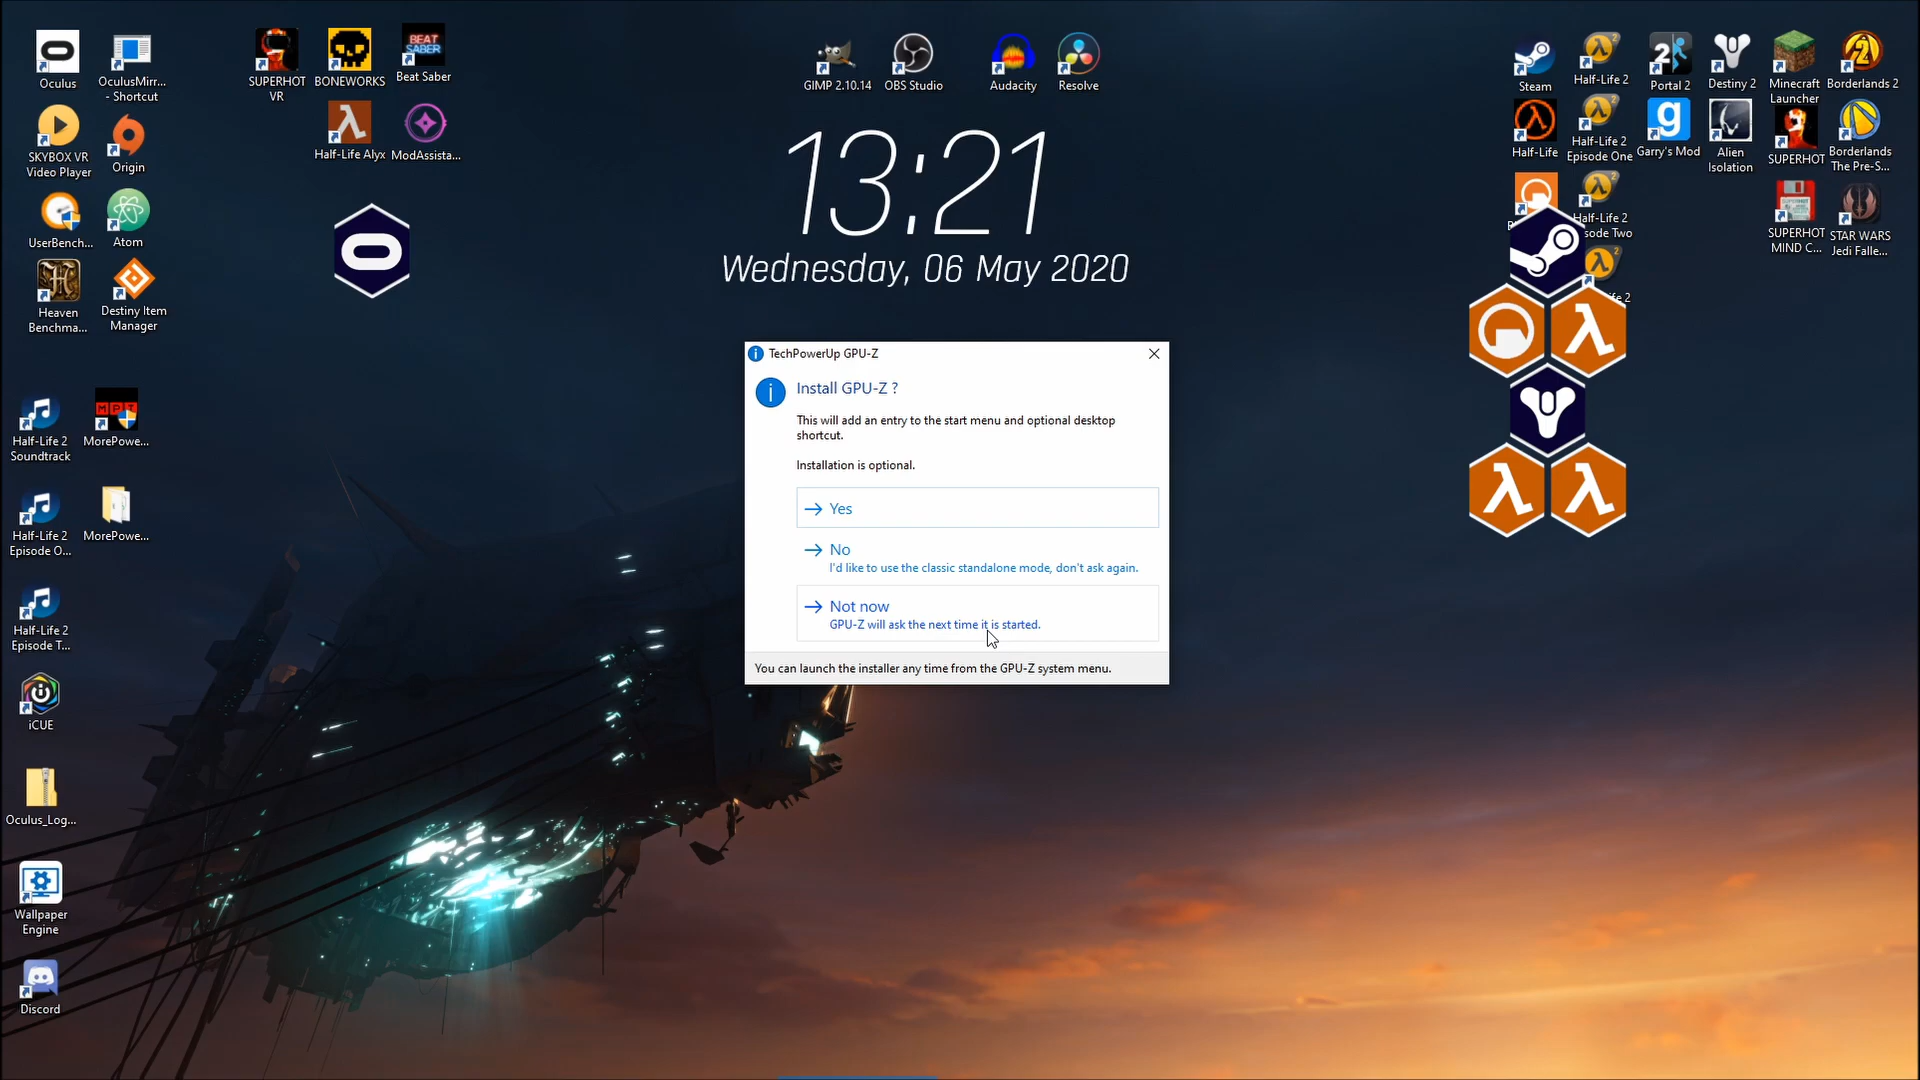 Oculus
OculusMirr...
- Shortcut
SUPERHOT
VR
BONEWORKS
BEAT
SABER
Beat Saber
GIMP 2.10.14
OBS Studio
Audacity
Resolve
Steam
Half-Life 2
Portal 2
Destiny 2
Minecraft
Launcher
Borderlands 2
SKYBOX VR
Video Player
Origin
Half-Life Alyx
ModAssista...
Half-Life
Half-Life 2
Episode One
Garry's Mod
Alien
Isolation
SUPERHOT
Borderlands
The Pre-S...
13:21
Wednesday, 06 May 2020
UserBench...
Atom
Half-Life 2
sode Two
SUPERHOT
MIND C...
STAR WARS
Jedi Falle...
Heaven
Benchma...
Destiny Item
Manager
fe 2
TechPowerUp GPU-Z
Install GPU-Z ?
This will add an entry to the start menu and optional desktop
shortcut.
Installation is optional.
Yes
No
I'd like to use the classic standalone mode, don't ask again.
Not now
GPU-Z will ask the next time it is started.
You can launch the installer any time from the GPU-Z system menu.
Half-Life 2
Soundtrack
MPT
MorePowe...
Half-Life 2
Episode O...
MorePowe...
Half-Life 2
Episode T...
iCUE
Oculus_Log...
Wallpaper
Engine
Discord